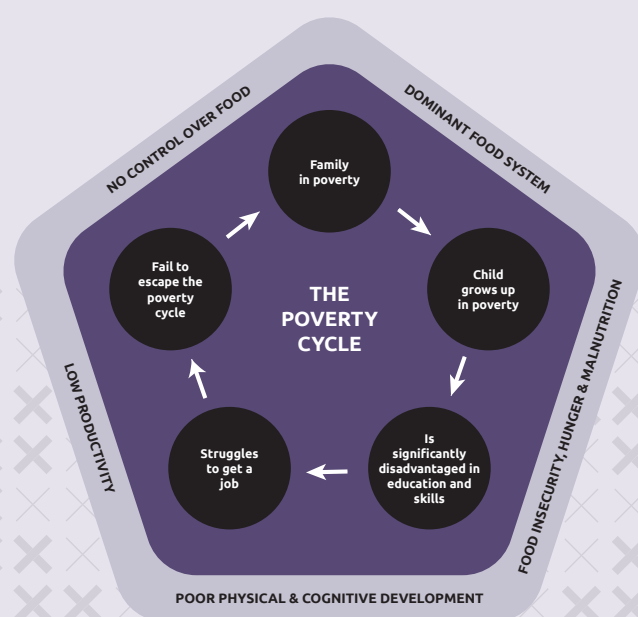 NO CONTROL OVER FOOD
DOMINANT FOOD SYSTEM
Family
in poverty
Child
grows up
in poverty
Is
significantly
disadvantaged in
education and
skills
Struggles
to get a
job
Fail to
escape the
poverty
cycle
THE
POVERTY
CYCLE
FOOD INSECURITY, HUNGER & MALNUTRITION
POOR PHYSICAL & COGNITIVE DEVELOPMENT
LOW PRODUCTIVITY